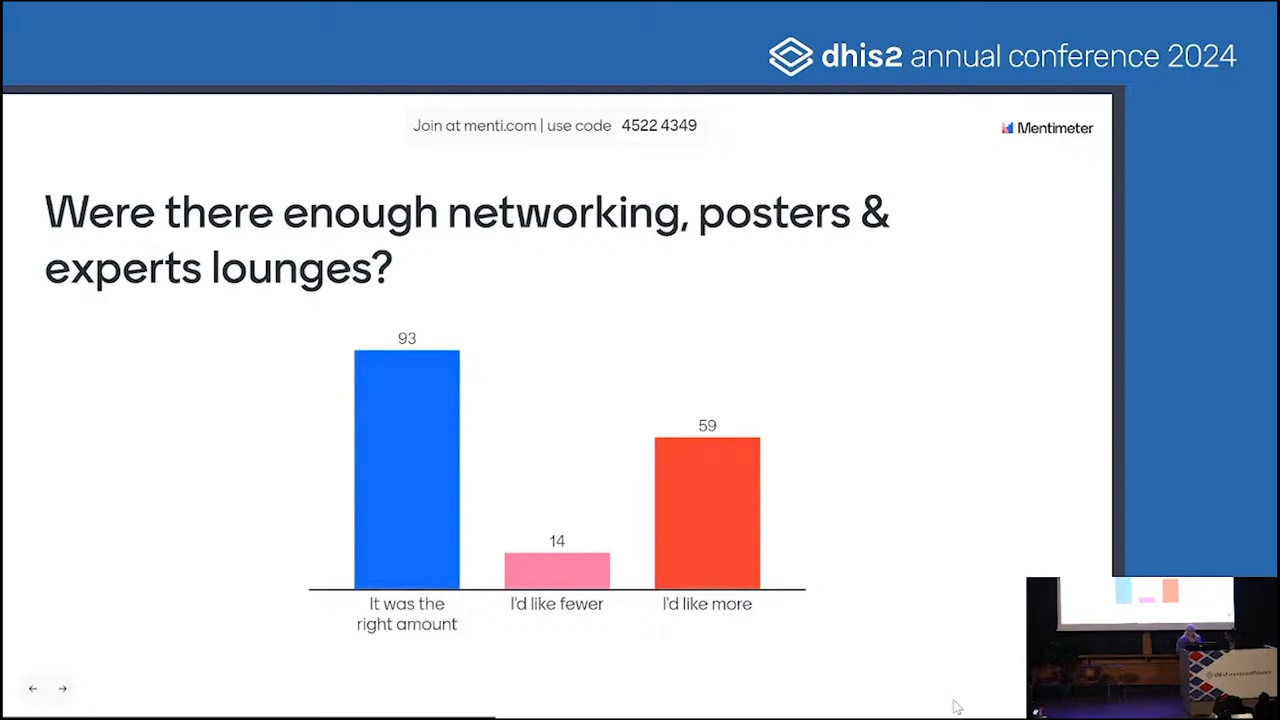 dhis2 annual conference 2024
Join at menti.com | use code 4522 4349
Mentimeter
Were there enough networking, posters &
experts lounges?
93
14
59
It was the
right amount
I'd like fewer
I'd like more